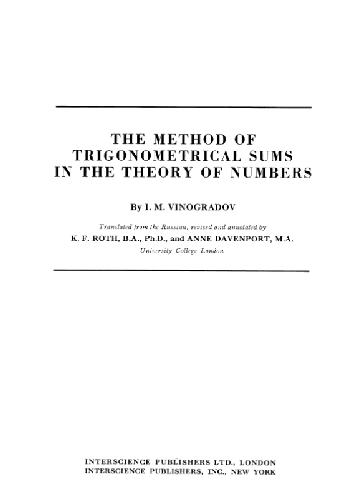 THE METHOD OF
TRIGONOMETRICAL SUMS
IN THE THEORY OF NUMBERS
By I. M. VINOGRADOV
Translated from the Russian, revised and annotated by
K. F. ROTH, B.A., Ph.D., and ANNE DAVENPORT, M.A.
University College London
INTERSCIENCE PUBLISHERS LTD., LONDON
INTERSCIENCE PUBLISHERS, INC., NEW YORK